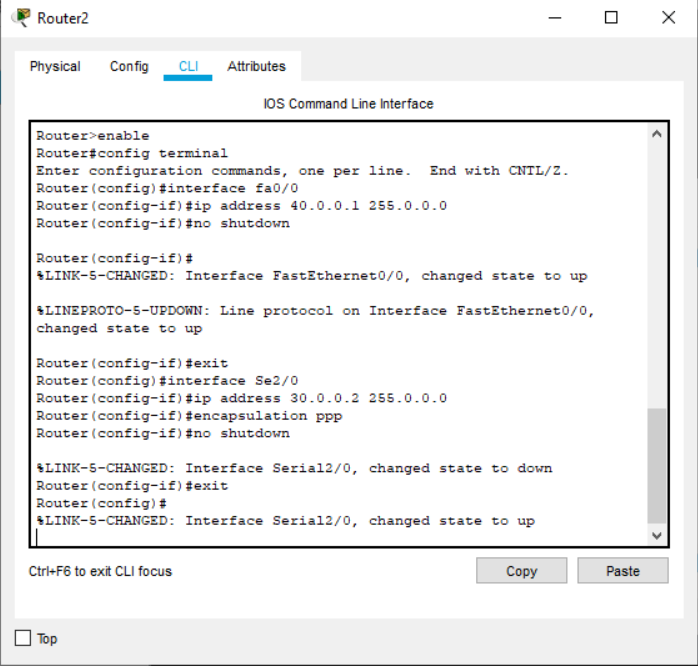 Router2
Physical Config CLI Attributes
IOS Command Line Interface
Router>enable
Router#config terminal
Enter configuration commands, one per line.  End with CNTL/Z.
Router(config)#interface fa0/0
Router(config-if)#ip address 40.0.0.1 255.0.0.0
Router(config-if)#no shutdown
Router(config-if)#
%LINK-5-CHANGED: Interface FastEthernet0/0, changed state to up
%LINEPROTO-5-UPDOWN: Line protocol on Interface FastEthernet0/0,
changed state to up
Router(config-if)#exit
Router(config)#interface Se2/0
Router(config-if)#ip address 30.0.0.2 255.0.0.0
Router(config-if)#encapsulation ppp
Router(config-if)#no shutdown
%LINK-5-CHANGED: Interface Serial2/0, changed state to down
Router(config-if)#exit
Router(config)#
%LINK-5-CHANGED: Interface Serial2/0, changed state to up
Ctrl+F6 to exit CLI focus
Copy Paste
Top